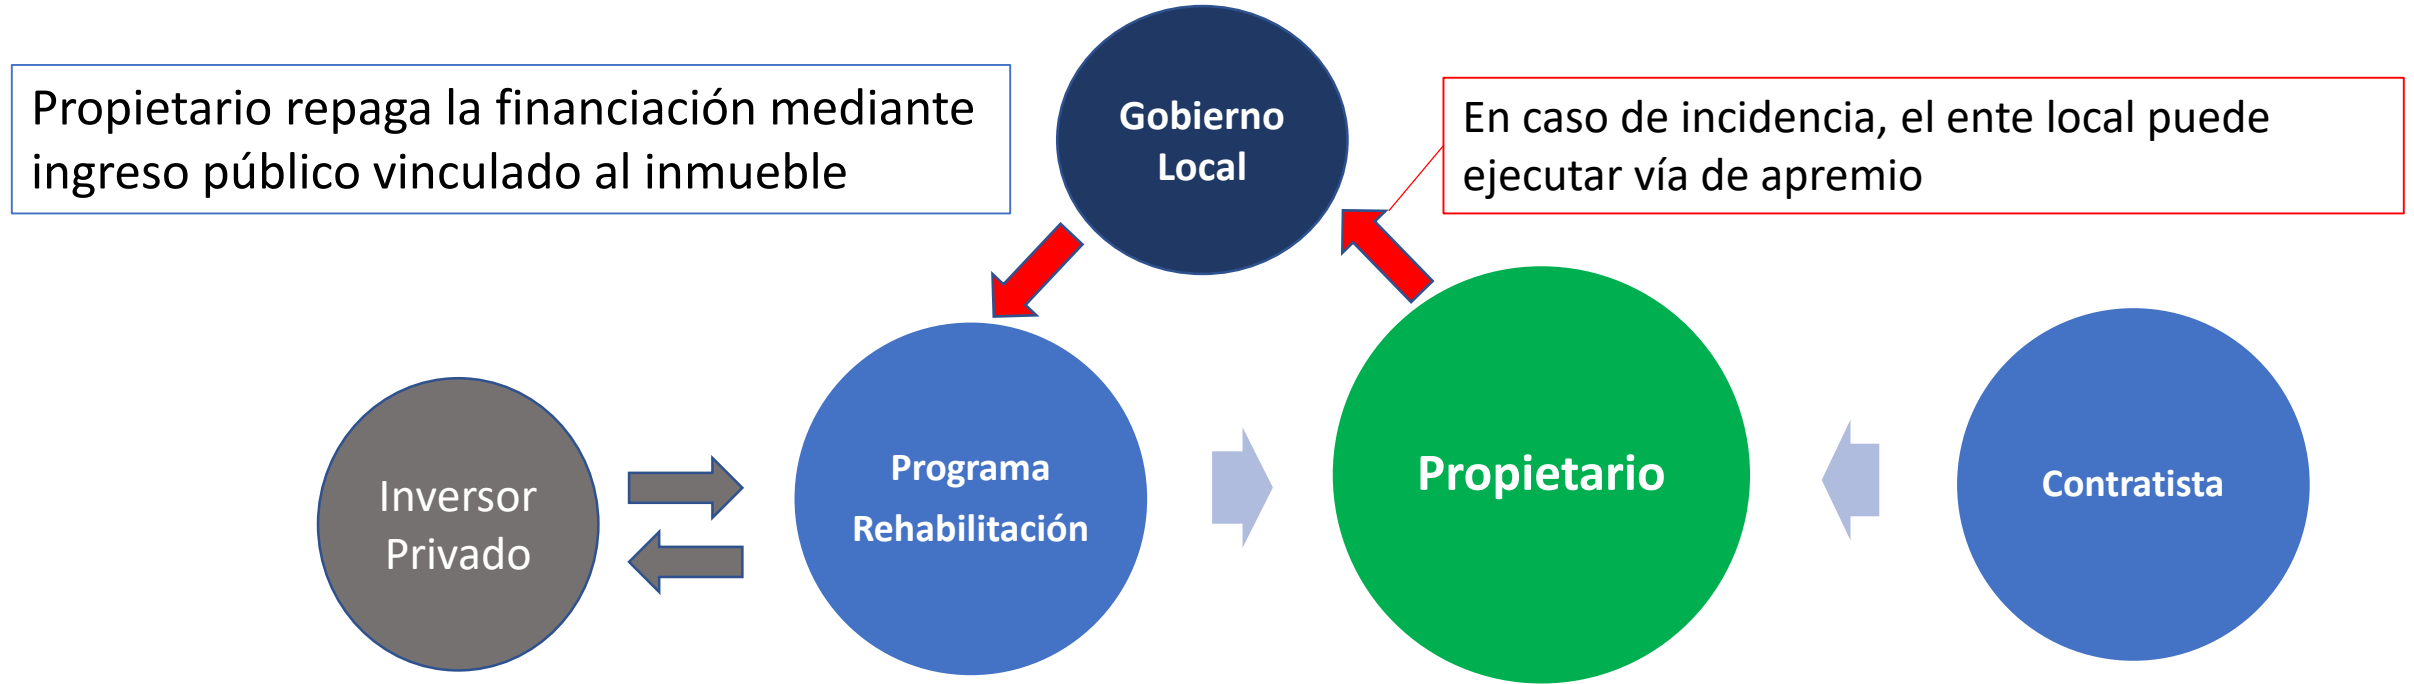 Propietario repaga la financiación mediante
ingreso público vinculado al inmueble
Gobierno
Local
En caso de incidencia, el ente local puede
ejecutar vía de apremio
Inversor
Privado
Programa
Rehabilitación
Propietario
Contratista